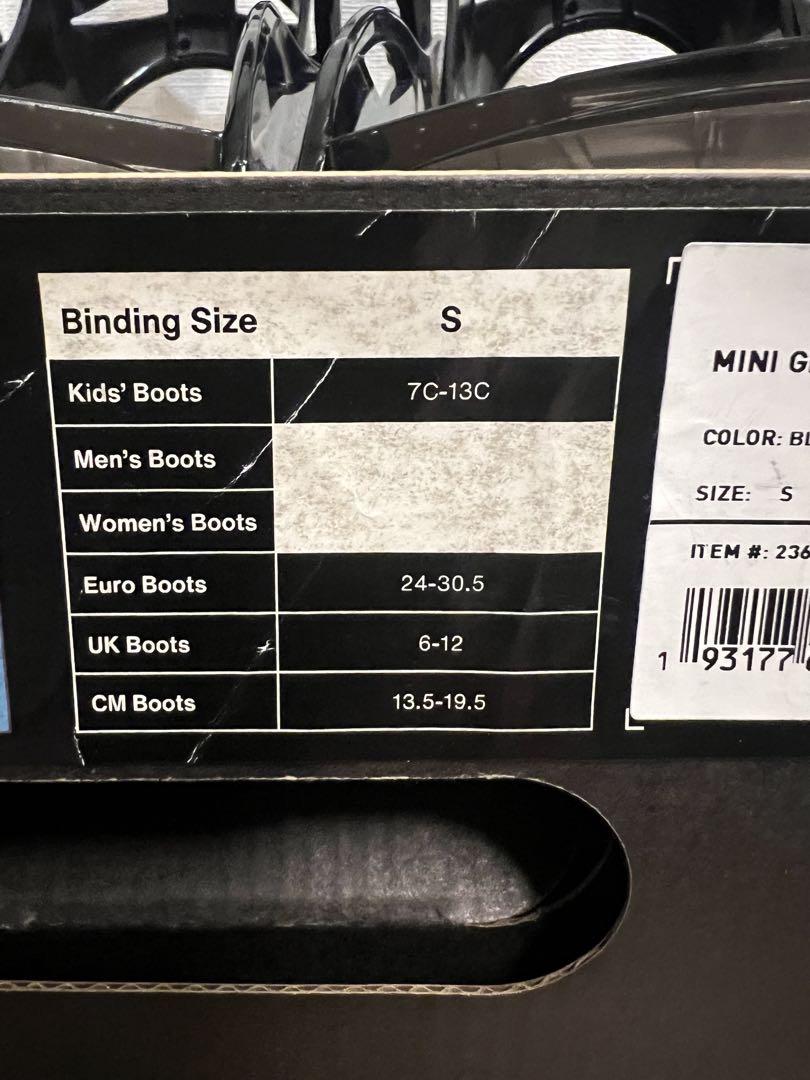 Binding Size S
Kids' Boots 7C-13C
Men's Boots
Women's Boots
Euro Boots 24-30.5
UK Boots 6-12
CM Boots 13.5-19.5
MINI
COLOR:
SIZE: S
ITEM #: 236
1 93177